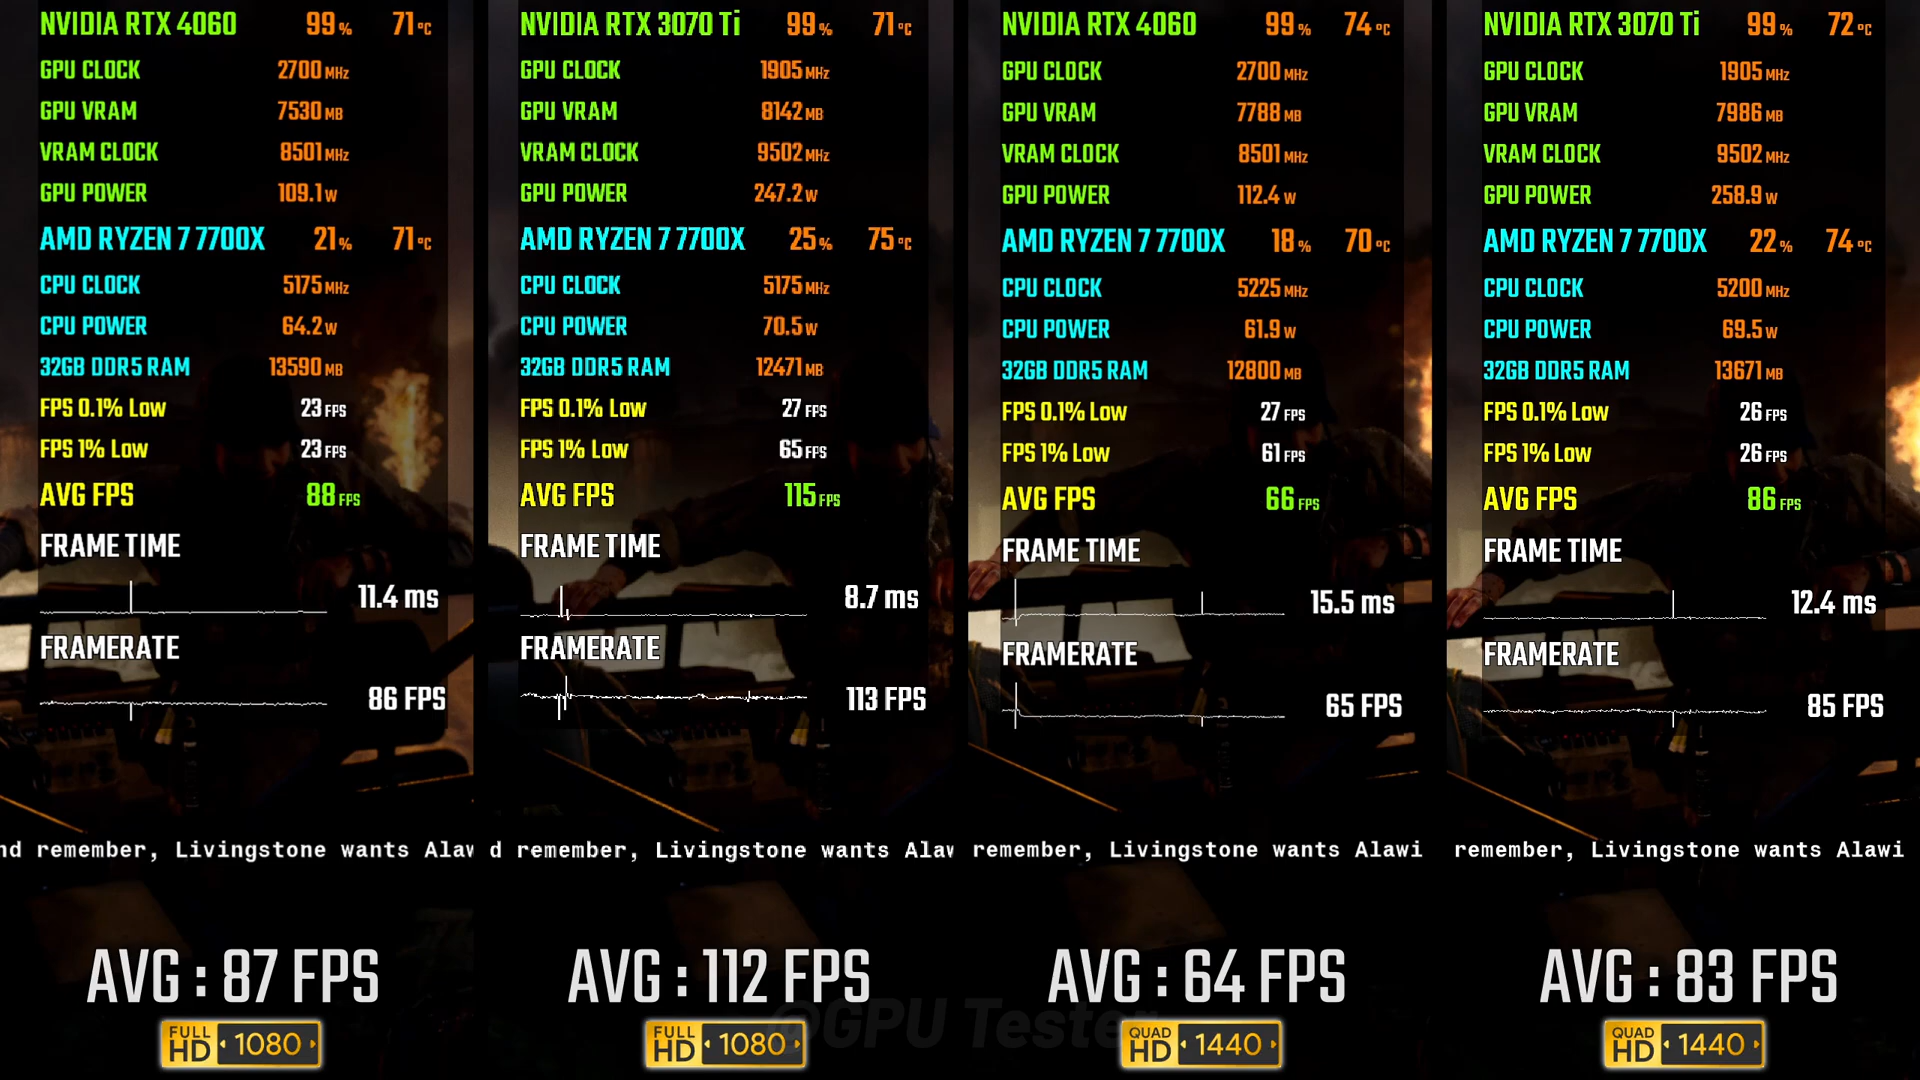 NVIDIA RTX 4060 99% 71°C
GPU CLOCK 2700 MHz
GPU VRAM 7530 MB
VRAM CLOCK 8501 MHz
GPU POWER 109.1 W
AMD RYZEN 7 7700X 21% 71°C
CPU CLOCK 5175 MHz
CPU POWER 64.2 W
32GB DDR5 RAM 13590 MB
FPS 0.1% Low 23 FPS
FPS 1% Low 23 FPS
AVG FPS 88 FPS
FRAME TIME
11.4 ms
FRAMERATE
86 FPS
nd remember, Livingstone wants Alaw
AVG : 87 FPS
FULL HD 1080
NVIDIA RTX 3070 Ti 99% 71°C
GPU CLOCK 1905 MHz
GPU VRAM 8142 MB
VRAM CLOCK 9502 MHz
GPU POWER 247.2 W
AMD RYZEN 7 7700X 25% 75°C
CPU CLOCK 5175 MHz
CPU POWER 70.5 W
32GB DDR5 RAM 12471 MB
FPS 0.1% Low 27 FPS
FPS 1% Low 65 FPS
AVG FPS 115 FPS
FRAME TIME
8.7 ms
FRAMERATE
113 FPS
d remember, Livingstone wants Alaw
AVG : 112 FPS
FULL HD 1080
NVIDIA RTX 4060 99% 74°C
GPU CLOCK 2700 MHz
GPU VRAM 7788 MB
VRAM CLOCK 8501 MHz
GPU POWER 112.4 W
AMD RYZEN 7 7700X 18% 70°C
CPU CLOCK 5225 MHz
CPU POWER 61.9 W
32GB DDR5 RAM 12800 MB
FPS 0.1% Low 27 FPS
FPS 1% Low 61 FPS
AVG FPS 66 FPS
FRAME TIME
15.5 ms
FRAMERATE
65 FPS
remember, Livingstone wants Alawi
AVG : 64 FPS
QUAD HD 1440
NVIDIA RTX 3070 Ti 99% 72°C
GPU CLOCK 1905 MHz
GPU VRAM 7986 MB
VRAM CLOCK 9502 MHz
GPU POWER 258.9 W
AMD RYZEN 7 7700X 22% 74°C
CPU CLOCK 5200 MHz
CPU POWER 69.5 W
32GB DDR5 RAM 13671 MB
FPS 0.1% Low 26 FPS
FPS 1% Low 26 FPS
AVG FPS 86 FPS
FRAME TIME
12.4 ms
FRAMERATE
85 FPS
remember, Livingstone wants Alawi
AVG : 83 FPS
QUAD HD 1440
@GPU Tester